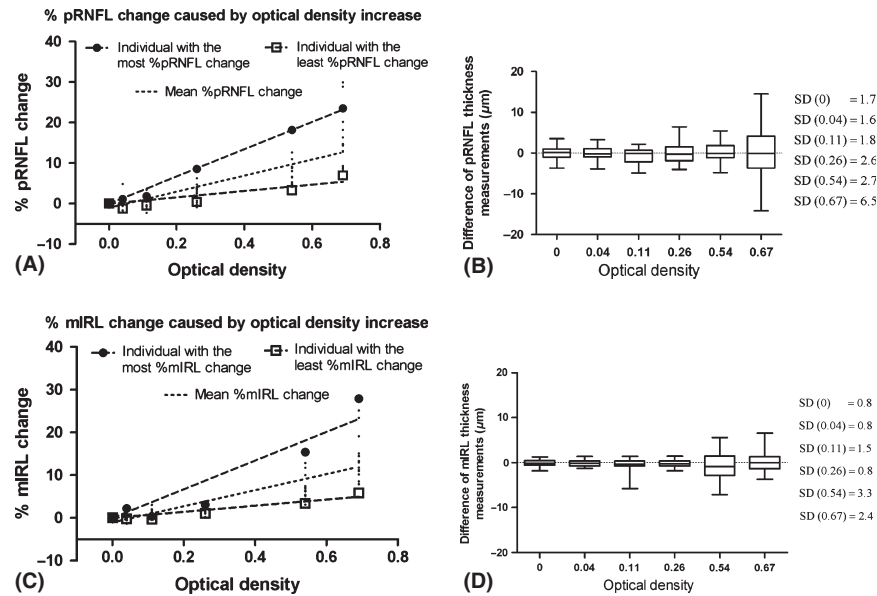 % pRNFL change caused by optical density increase
Individual with the
most %pRNFL change
Individual with the
least %pRNFL change
Mean %pRNFL change
% pRNFL change
40
30
20
10
0
−10
0.0
0.2
0.4
0.6
0.8
Optical density
(A)
Difference of pRNFL thickness
measurements (µm)
20
10
0
−10
−20
0
0.04
0.11
0.26
0.54
0.67
Optical density
SD (0) = 1.7
SD (0.04) = 1.6
SD (0.11) = 1.8
SD (0.26) = 2.6
SD (0.54) = 2.7
SD (0.67) = 6.5
(B)
% mIRL change caused by optical density increase
Individual with the
most %mIRL change
Individual with the
least %mIRL change
Mean %mIRL change
% mIRL change
40
30
20
10
0
−10
0.0
0.2
0.4
0.6
0.8
Optical density
(C)
Difference of mIRL thickness
measurements (µm)
20
10
0
−10
−20
0
0.04
0.11
0.26
0.54
0.67
Optical density
SD (0) = 0.8
SD (0.04) = 0.8
SD (0.11) = 1.5
SD (0.26) = 0.8
SD (0.54) = 3.3
SD (0.67) = 2.4
(D)